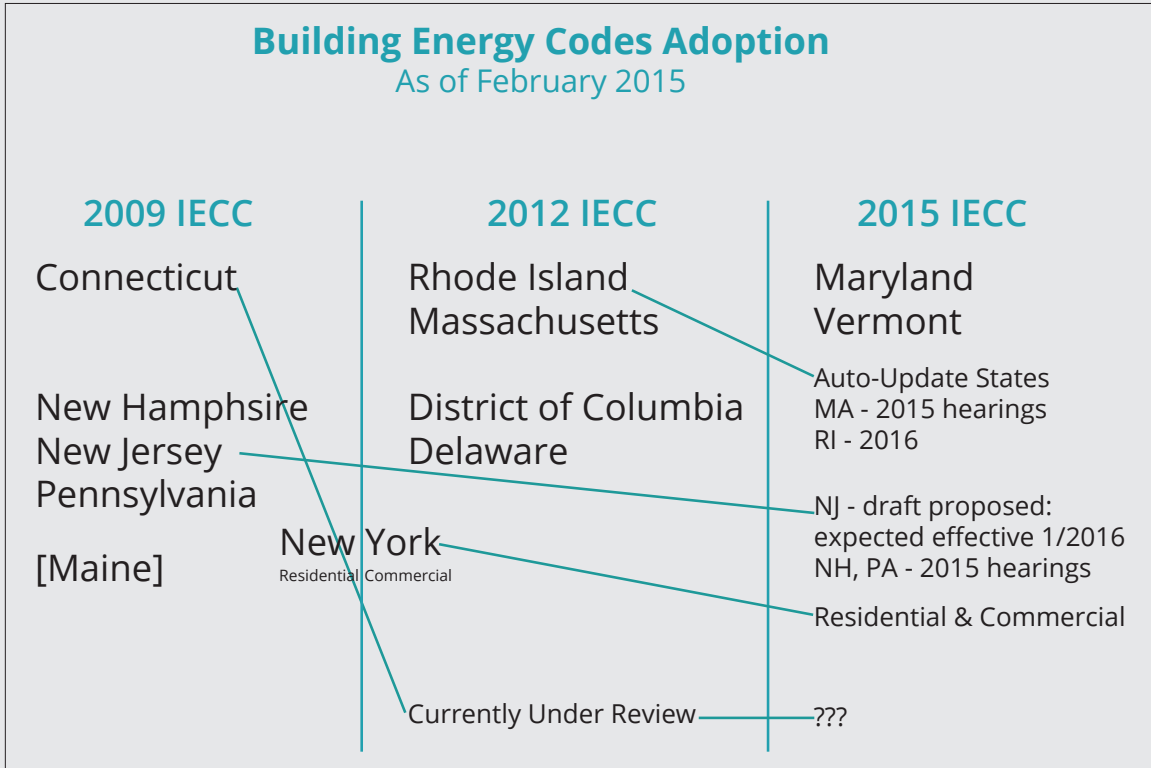 Building Energy Codes Adoption
As of February 2015
2009 IECC
Connecticut
New Hamphsire
New Jersey
Pennsylvania
[Maine]
New York
Residential Commercial
2012 IECC
Rhode Island
Massachusetts
District of Columbia
Delaware
Currently Under Review
2015 IECC
Maryland
Vermont
Auto-Update States
MA - 2015 hearings
RI - 2016
NJ - draft proposed:
expected effective 1/2016
NH, PA - 2015 hearings
Residential & Commercial
???